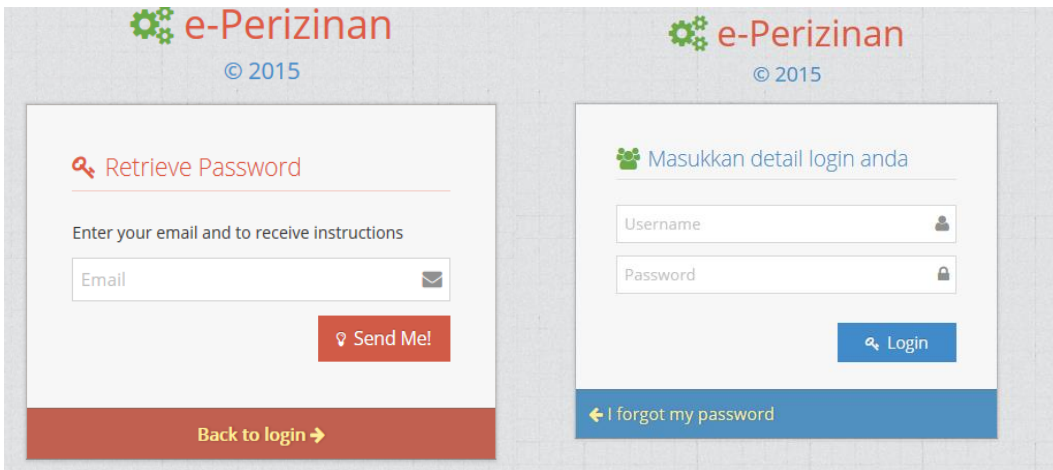 e-Perizinan
© 2015
Retrieve Password
Enter your email and to receive instructions
Email
Send Me!
Back to login
e-Perizinan
© 2015
Masukkan detail login anda
Username
Password
Login
I forgot my password